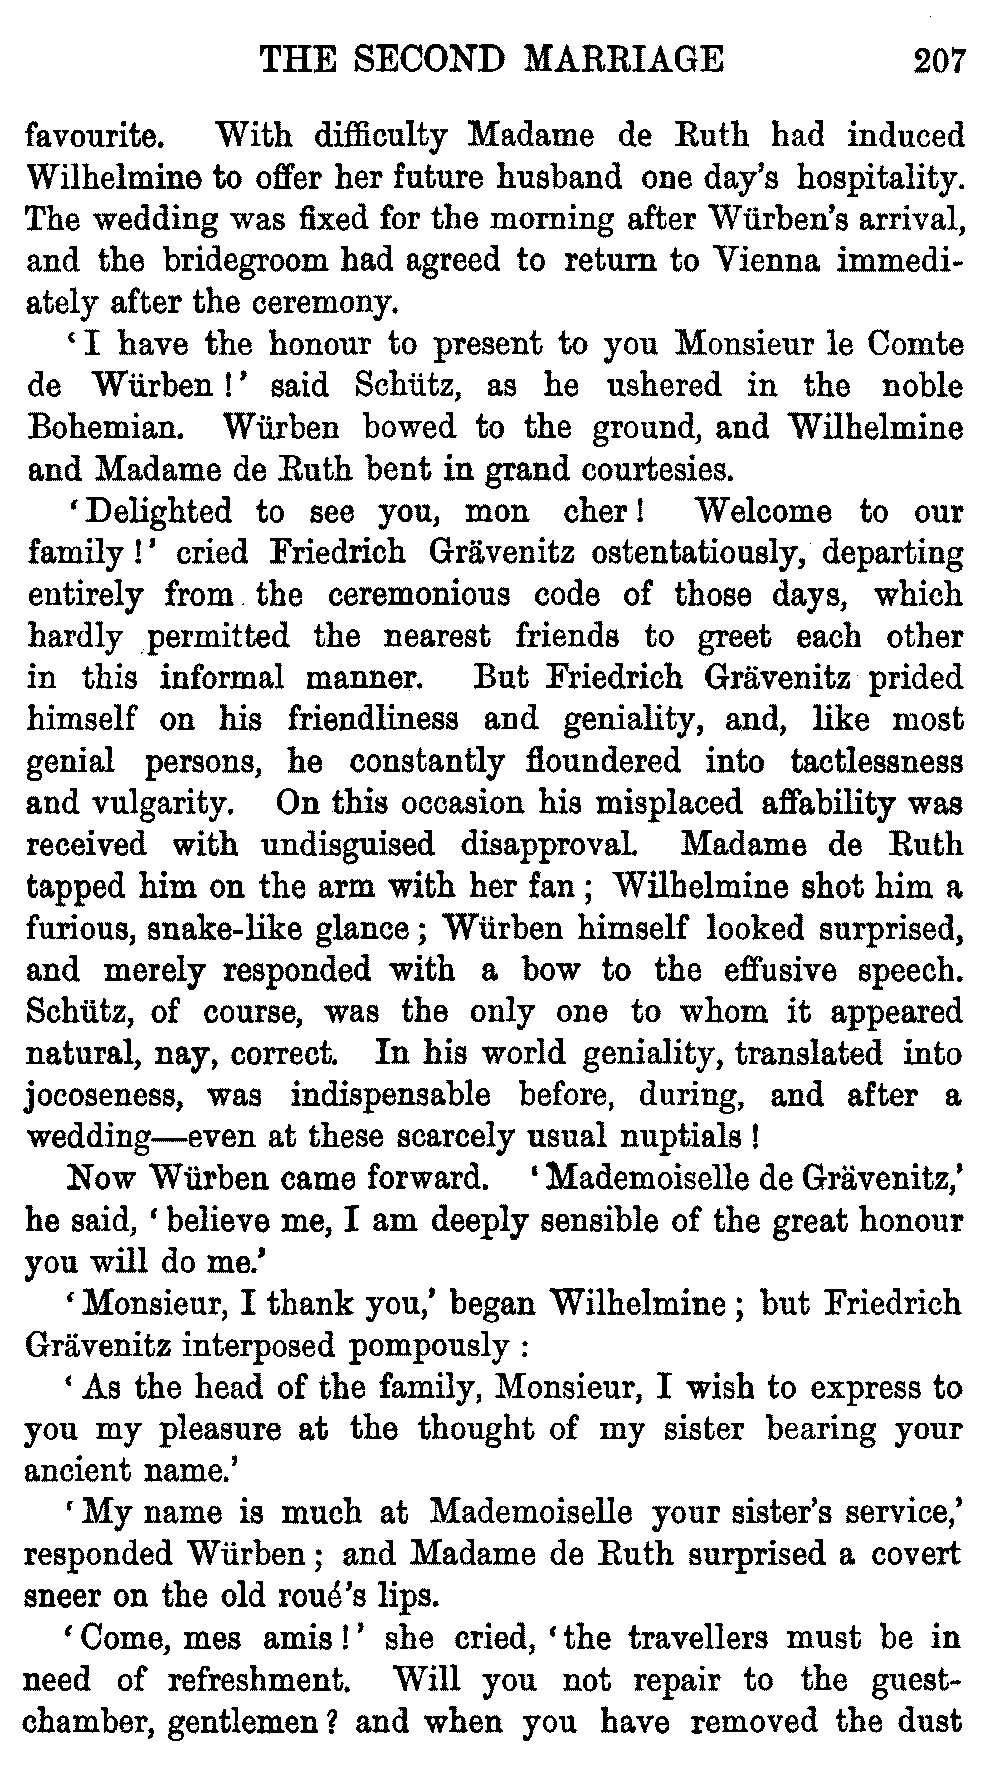 THE SECOND MARRIAGE 207
favourite. With difficulty Madame de Ruth had induced
Wilhelmine to offer her future husband one day's hospitality.
The wedding was fixed for the morning after Würben's arrival,
and the bridegroom had agreed to return to Vienna immedi-
ately after the ceremony.
'I have the honour to present to you Monsieur le Comte
de Würben!' said Schütz, as he ushered in the noble
Bohemian. Würben bowed to the ground, and Wilhelmine
and Madame de Ruth bent in grand courtesies.
'Delighted to see you, mon cher! Welcome to our
family!' cried Friedrich Grävenitz ostentatiously, departing
entirely from the ceremonious code of those days, which
hardly permitted the nearest friends to greet each other
in this informal manner. But Friedrich Grävenitz prided
himself on his friendliness and geniality, and, like most
genial persons, he constantly floundered into tactlessness
and vulgarity. On this occasion his misplaced affability was
received with undisguised disapproval. Madame de Ruth
tapped him on the arm with her fan; Wilhelmine shot him a
furious, snake-like glance; Würben himself looked surprised,
and merely responded with a bow to the effusive speech.
Schütz, of course, was the only one to whom it appeared
natural, nay, correct. In his world geniality, translated into
jocoseness, was indispensable before, during, and after a
wedding—even at these scarcely usual nuptials!
Now Würben came forward. 'Mademoiselle de Grävenitz,'
he said, 'believe me, I am deeply sensible of the great honour
you will do me.'
'Monsieur, I thank you,' began Wilhelmine; but Friedrich
Grävenitz interposed pompously:
'As the head of the family, Monsieur, I wish to express to
you my pleasure at the thought of my sister bearing your
ancient name.'
'My name is much at Mademoiselle your sister's service,'
responded Würben; and Madame de Ruth surprised a covert
sneer on the old roué's lips.
'Come, mes amis!' she cried, 'the travellers must be in
need of refreshment. Will you not repair to the guest-
chamber, gentlemen? and when you have removed the dust